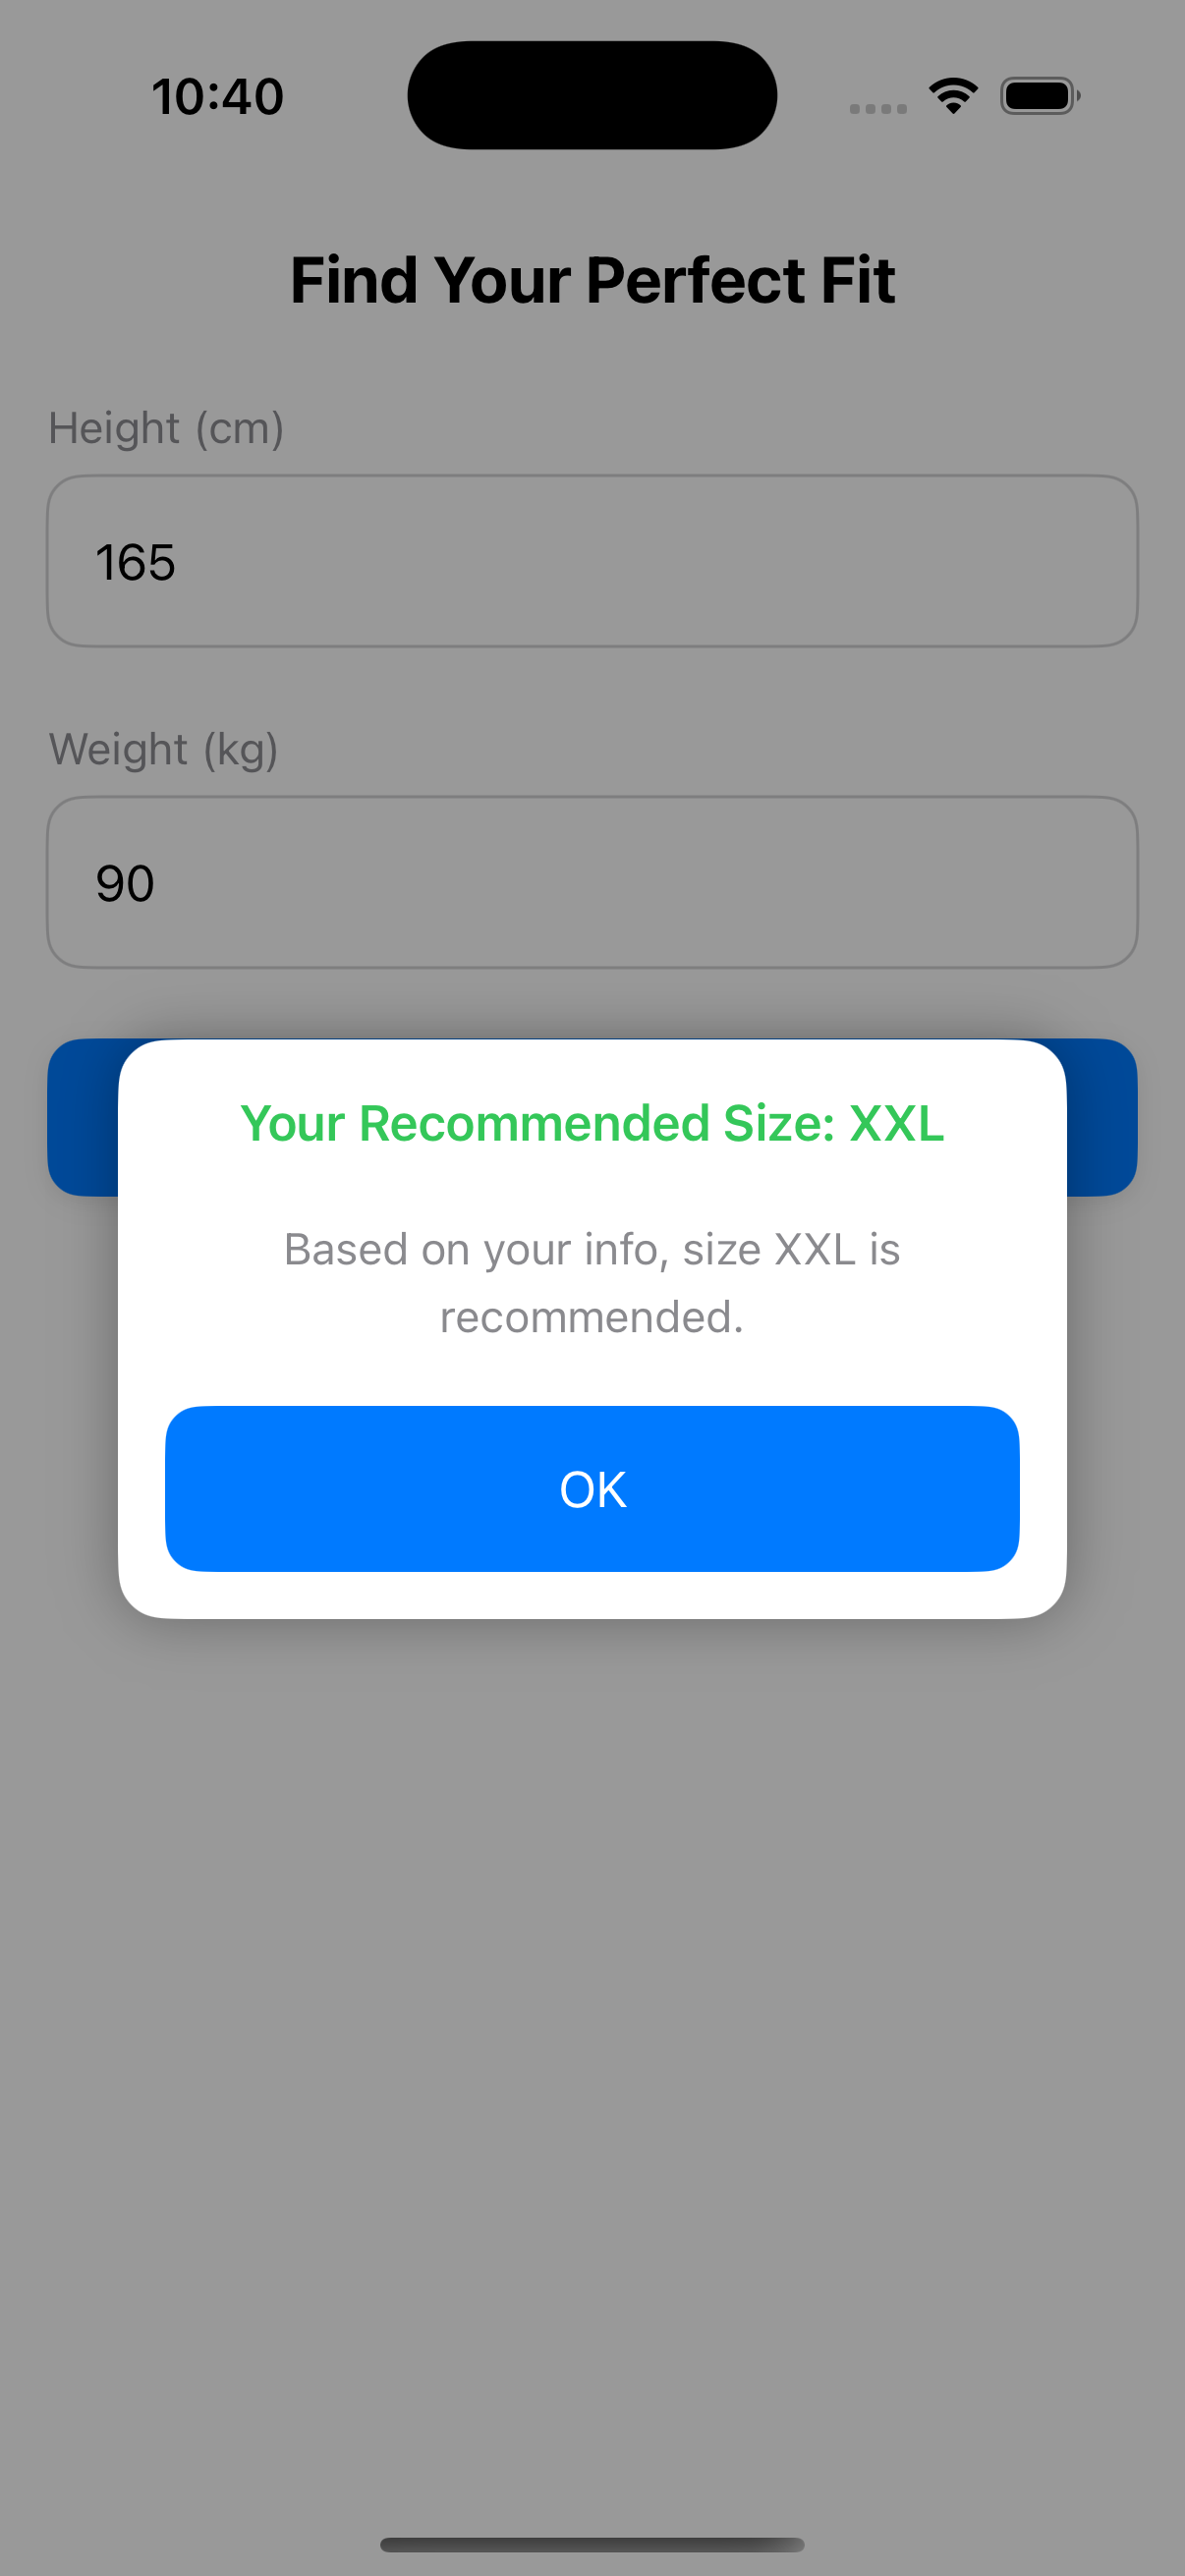 10:40
Find Your Perfect Fit
Height (cm)
165
Weight (kg)
90
Your Recommended Size: XXL
Based on your info, size XXL is
recommended.
OK